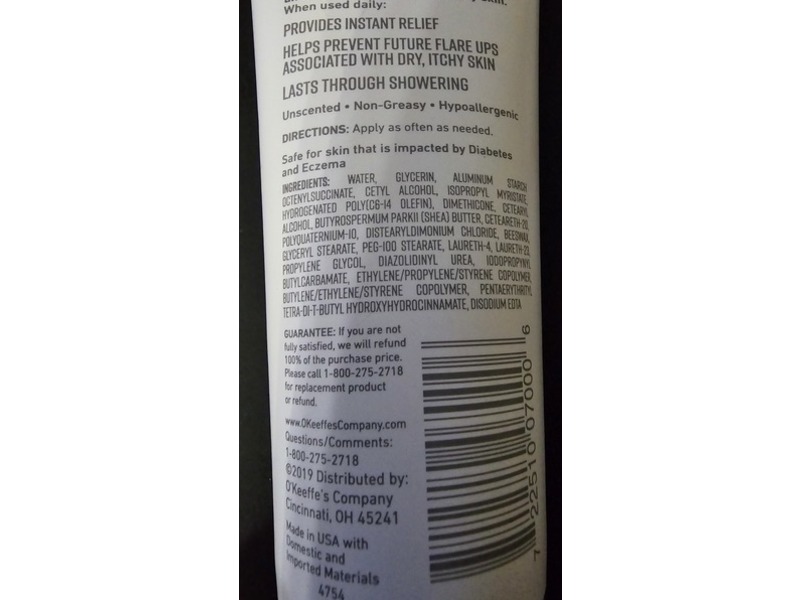 When used daily:
PROVIDES INSTANT RELIEF
HELPS PREVENT FUTURE FLARE UPS
ASSOCIATED WITH DRY, ITCHY SKIN
LASTS THROUGH SHOWERING
Unscented • Non-Greasy • Hypoallergenic
DIRECTIONS: Apply as often as needed.
Safe for skin that is impacted by Diabetes
and Eczema
INGREDIENTS: WATER, GLYCERIN, ALUMINUM STARCH
OCTENYLSUCCINATE, CETYL ALCOHOL, ISOPROPYL MYRISTATE,
HYDROGENATED POLY(C6-14 OLEFIN), DIMETHICONE, CETEARYL
ALCOHOL, BUTYROSPERMUM PARKII (SHEA) BUTTER, CETEARETH-20,
POLYQUATERNIUM-10, DISTEARYLDIMONIUM CHLORIDE, BEESWAX,
GLYCERYL STEARATE, PEG-100 STEARATE, LAURETH-4, LAURETH-23,
PROPYLENE GLYCOL, DIAZOLIDINYL UREA, IODOPROPYNYL
BUTYLCARBAMATE, ETHYLENE/PROPYLENE/STYRENE COPOLYMER,
BUTYLENE/ETHYLENE/STYRENE COPOLYMER, PENTAERYTHRITYL
TETRA-DI-T-BUTYL HYDROXYHYDROCINNAMATE, DISODIUM EDTA
GUARANTEE: If you are not
fully satisfied, we will refund
100% of the purchase price.
Please call 1-800-275-2718
for replacement product
or refund.
www.OKeeffesCompany.com
Questions/Comments:
1-800-275-2718
©2019 Distributed by:
O'Keeffe's Company
Cincinnati, OH 45241
Made in USA with
Domestic and
Imported Materials
4754
7 22510 07000 6